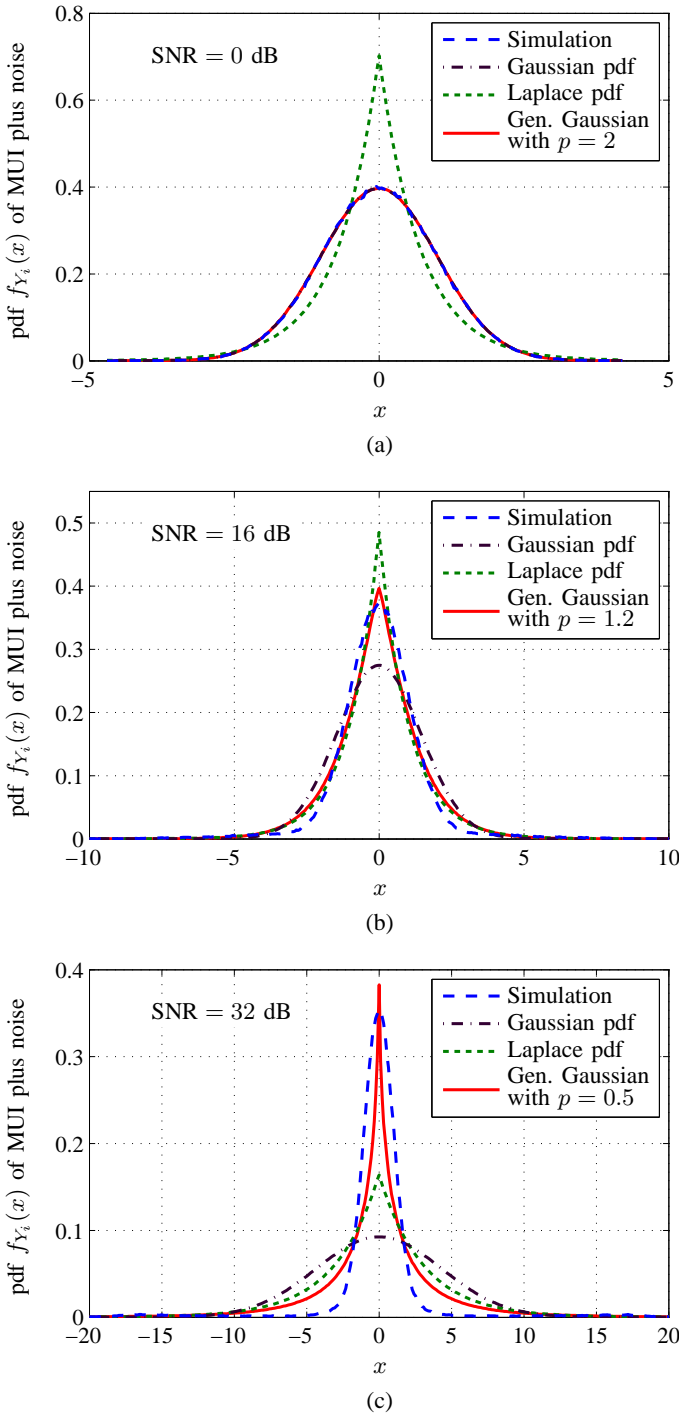 pdf $f_{Y_i}(x)$ of MUI plus noise
SNR = 0 dB
Simulation
Gaussian pdf
Laplace pdf
Gen. Gaussian
with $p = 2$
0.8
0.6
0.4
0.2
0
−5 0 5
$x$
(a)
pdf $f_{Y_i}(x)$ of MUI plus noise
SNR = 16 dB
Simulation
Gaussian pdf
Laplace pdf
Gen. Gaussian
with $p = 1.2$
0.5
0.4
0.3
0.2
0.1
0
−10 −5 0 5 10
$x$
(b)
pdf $f_{Y_i}(x)$ of MUI plus noise
SNR = 32 dB
Simulation
Gaussian pdf
Laplace pdf
Gen. Gaussian
with $p = 0.5$
0.4
0.3
0.2
0.1
0
−20 −15 −10 −5 0 5 10 15 20
$x$
(c)